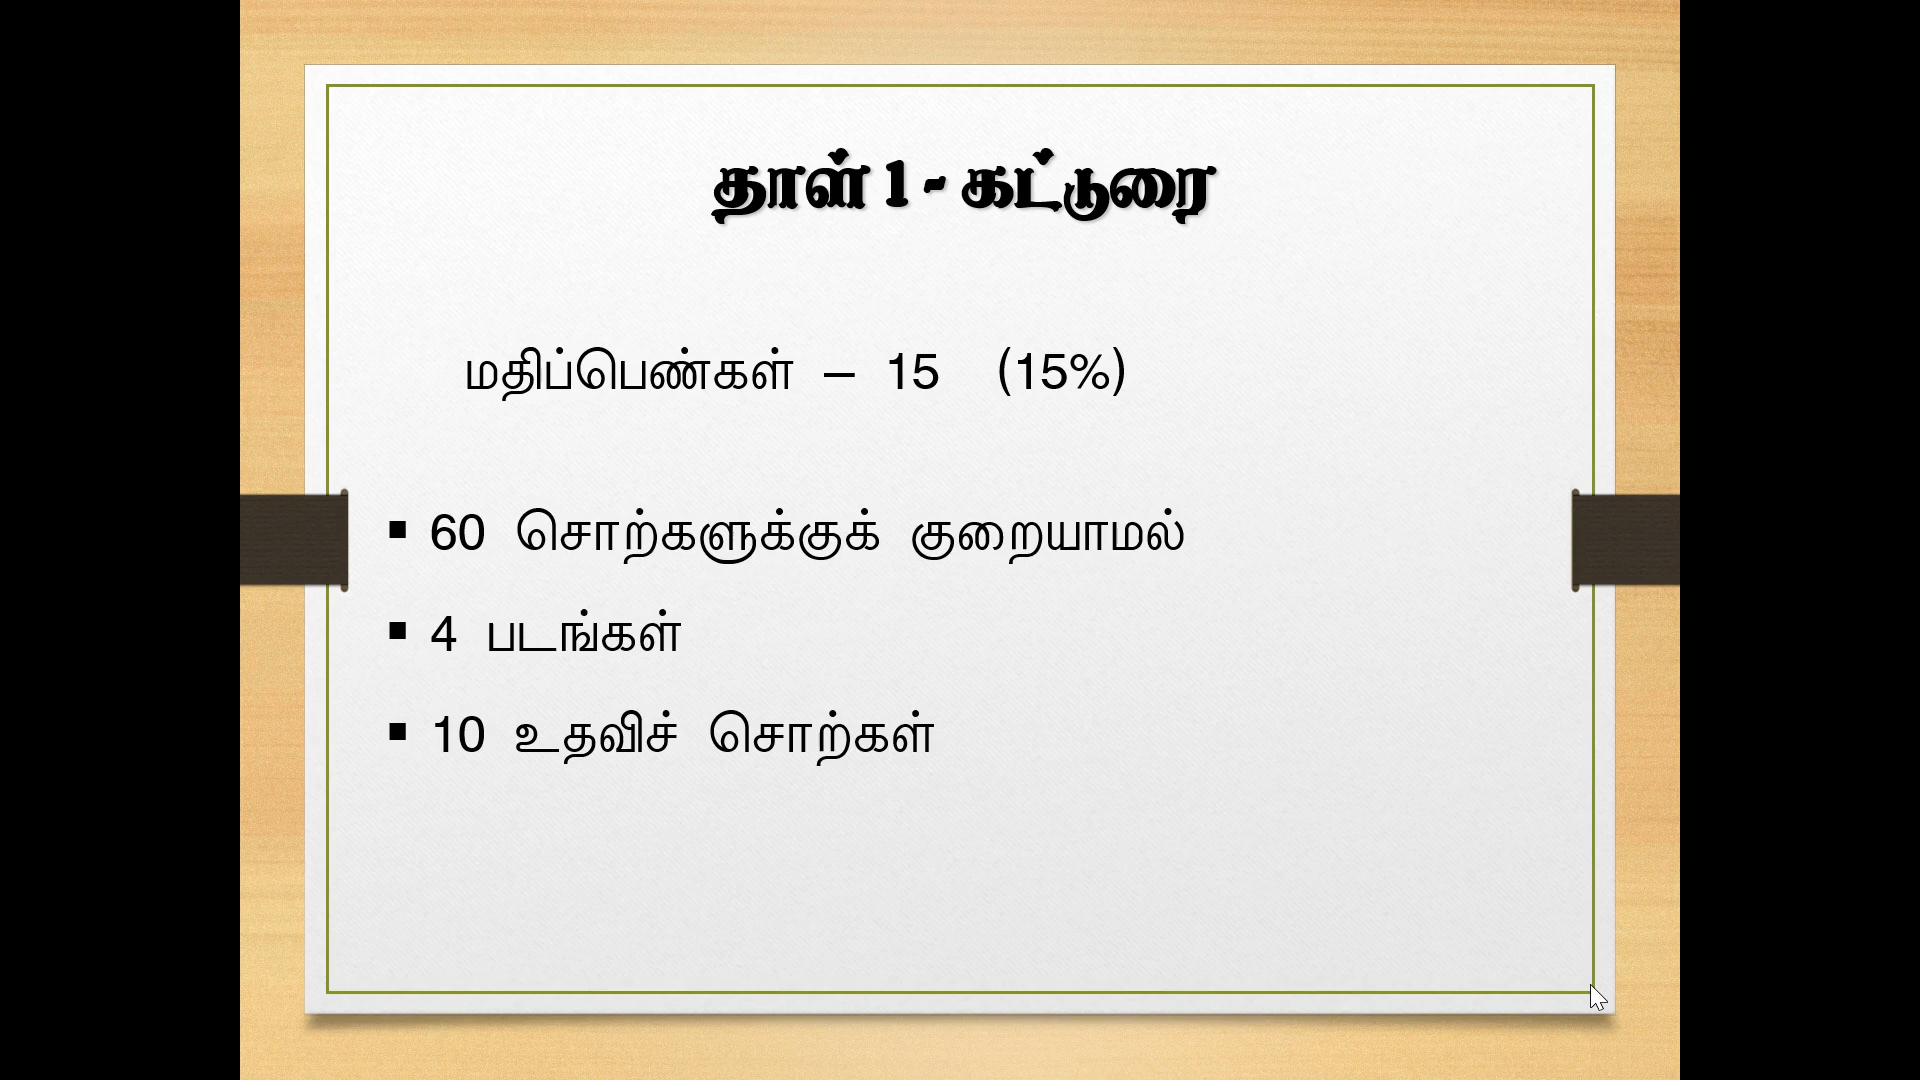 தாள் 1 - கட்டுரை
மதிப்பெண்கள் – 15 (15%)
▪ 60 சொற்களுக்குக் குறையாமல்
▪ 4 படங்கள்
▪ 10 உதவிச் சொற்கள்